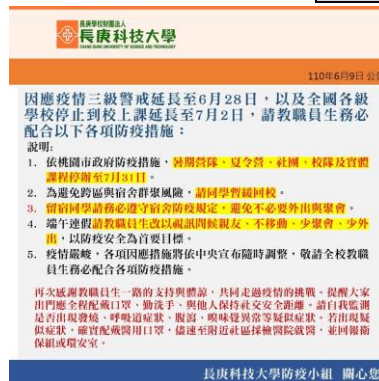 長庚學校財團法人
長庚科技大學
CHANG GUNG UNIVERSITY OF SCIENCE AND TECHNOLOGY
110年6月9日 公
因應疫情三級警戒延長至6月28日，以及全國各級
學校停止到校上課延長至7月2日，請教職員生務必
配合以下各項防疫措施：
說明：
1. 依桃園市政府防疫措施，暑期營隊、夏令營、社團、校隊及實體
課程停辦至7月31日。
2. 為避免跨區與宿舍群聚風險，請同學暫緩回校。
3. 留宿同學請務必遵守宿舍防疫規定，避免不必要外出與聚會。
4. 端午連假請教職員生改以視訊問候親友、不移動、少聚會、少外
出，以防疫安全為首要目標。
5. 疫情嚴峻，各項因應措施將依中央宣布隨時調整，敬請全校教職
員生務必配合各項防疫措施。
再次感謝教職員生一路的支持與體諒，共同走過疫情的挑戰。提醒大家
出門應全程配戴口罩、勤洗手、與他人保持社交安全距離。請自我監測
是否出現發燒、呼吸道症狀、腹瀉、嗅味覺異常等疑似症狀。若出現疑
似症狀，確實配戴醫用口罩，儘速至附近社區採檢醫院就醫，並回報衛
保組或環安室。
長庚科技大學防疫小組 關心您